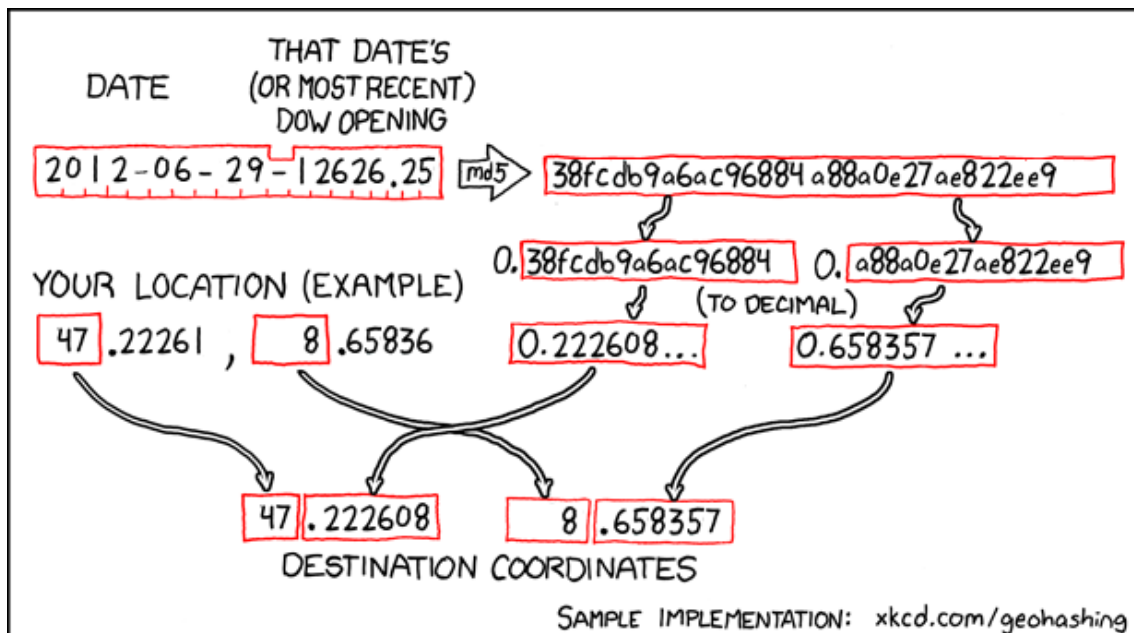 DATE
THAT DATE'S
(OR MOST RECENT)
DOW OPENING
2012-06-29-12626.25
md5
38fcdb9a6ac96884a88a0e27ae822ee9
0.38fcdb9a6ac96884
0.a88a0e27ae822ee9
(TO DECIMAL)
YOUR LOCATION (EXAMPLE)
47.22261, 8.65836
0.222608...
0.658357...
47.222608
8.658357
DESTINATION COORDINATES
SAMPLE IMPLEMENTATION: xkcd.com/geohashing